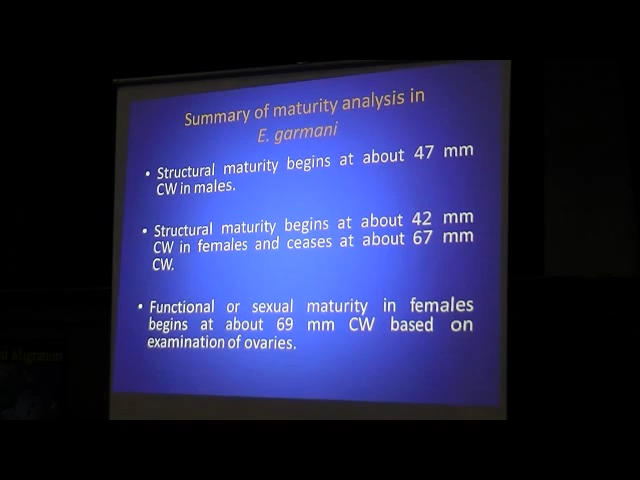 Summary of maturity analysis in
E. garmani
• Structural maturity begins at about 47 mm
CW in males.
• Structural maturity begins at about 42 mm
CW in females and ceases at about 67 mm
CW.
• Functional or sexual maturity in females
begins at about 69 mm CW based on
examination of ovaries.
Migration